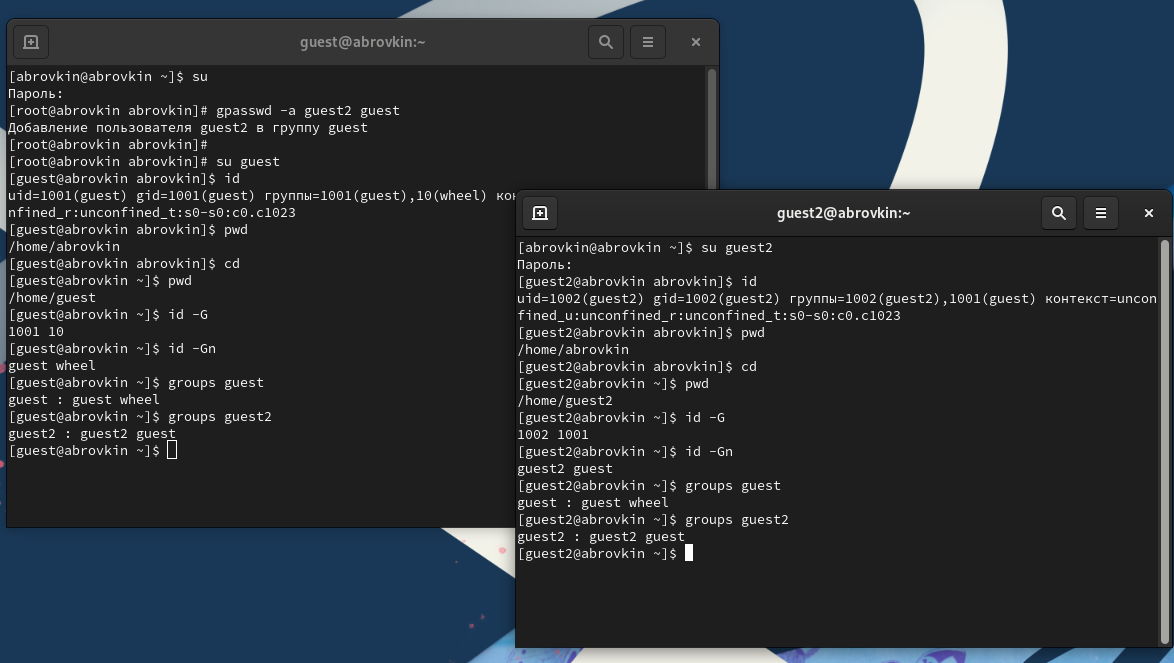 guest@abrovkin:~
[abrovkin@abrovkin ~]$ su
Пароль:
[root@abrovkin abrovkin]# gpasswd -a guest2 guest
Добавление пользователя guest2 в группу guest
[root@abrovkin abrovkin]#
[root@abrovkin abrovkin]# su guest
[guest@abrovkin abrovkin]$ id
uid=1001(guest) gid=1001(guest) группы=1001(guest),10(wheel)
nfined_r:unconfined_t:s0-s0:c0.c1023
[guest@abrovkin abrovkin]$ pwd
/home/abrovkin
[guest@abrovkin abrovkin]$ cd
[guest@abrovkin ~]$ pwd
/home/guest
[guest@abrovkin ~]$ id -G
1001 10
[guest@abrovkin ~]$ id -Gn
guest wheel
[guest@abrovkin ~]$ groups guest
guest : guest wheel
[guest@abrovkin ~]$ groups guest2
guest2 : guest2 guest
[guest@abrovkin ~]$
guest2@abrovkin:~
[abrovkin@abrovkin ~]$ su guest2
Пароль:
[guest2@abrovkin abrovkin]$ id
uid=1002(guest2) gid=1002(guest2) группы=1002(guest2),1001(guest) контекст=uncon
fined_u:unconfined_r:unconfined_t:s0-s0:c0.c1023
[guest2@abrovkin abrovkin]$ pwd
/home/abrovkin
[guest2@abrovkin abrovkin]$ cd
[guest2@abrovkin ~]$ pwd
/home/guest2
[guest2@abrovkin ~]$ id -G
1002 1001
[guest2@abrovkin ~]$ id -Gn
guest2 guest
[guest2@abrovkin ~]$ groups guest
guest : guest wheel
[guest2@abrovkin ~]$ groups guest2
guest2 : guest2 guest
[guest2@abrovkin ~]$